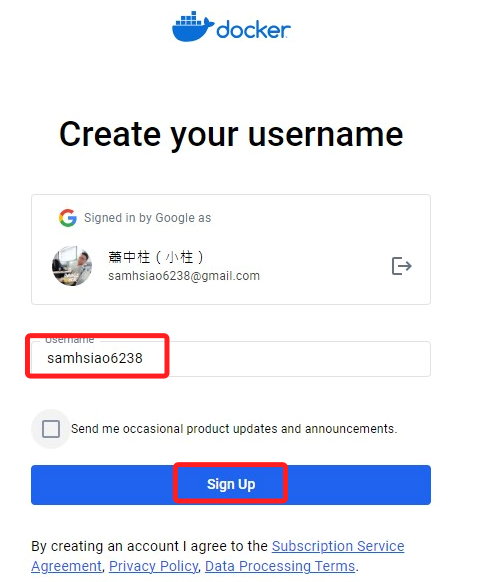 docker
Create your username
Signed in by Google as
蕭中柱（小柱）
samhsiao6238@gmail.com
Username
samhsiao6238
Send me occasional product updates and announcements.
Sign Up
By creating an account I agree to the Subscription Service
Agreement, Privacy Policy, Data Processing Terms.